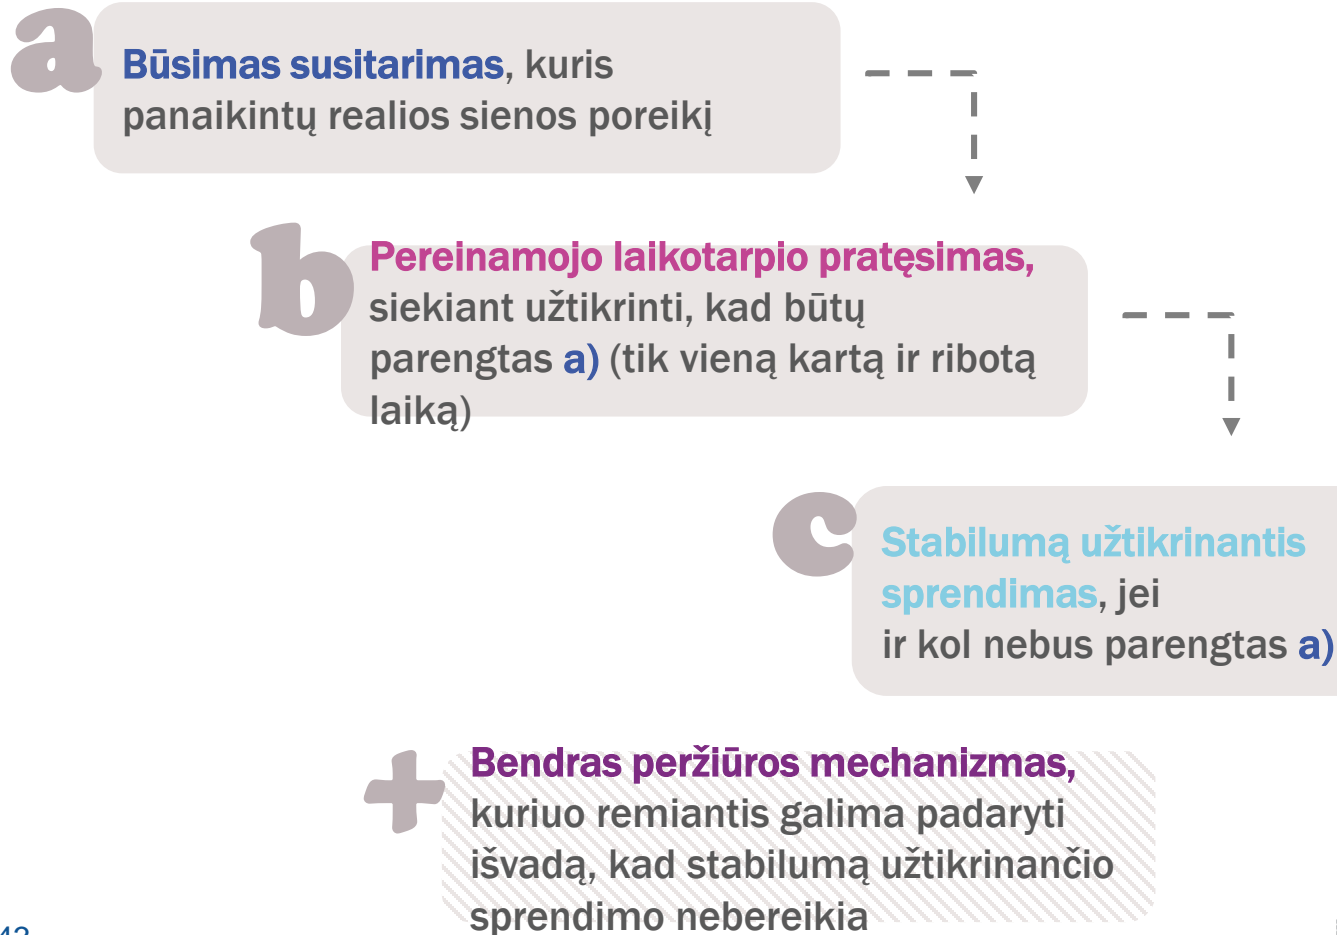 a
Būsimas susitarimas, kuris
panaikintų realios sienos poreikį
b
Pereinamojo laikotarpio pratęsimas,
siekiant užtikrinti, kad būtų
parengtas a) (tik vieną kartą ir ribotą
laiką)
c
Stabilumą užtikrinantis
sprendimas, jei
ir kol nebus parengtas a)
+
Bendras peržiūros mechanizmas,
kuriuo remiantis galima padaryti
išvadą, kad stabilumą užtikrinančio
sprendimo nebereikia